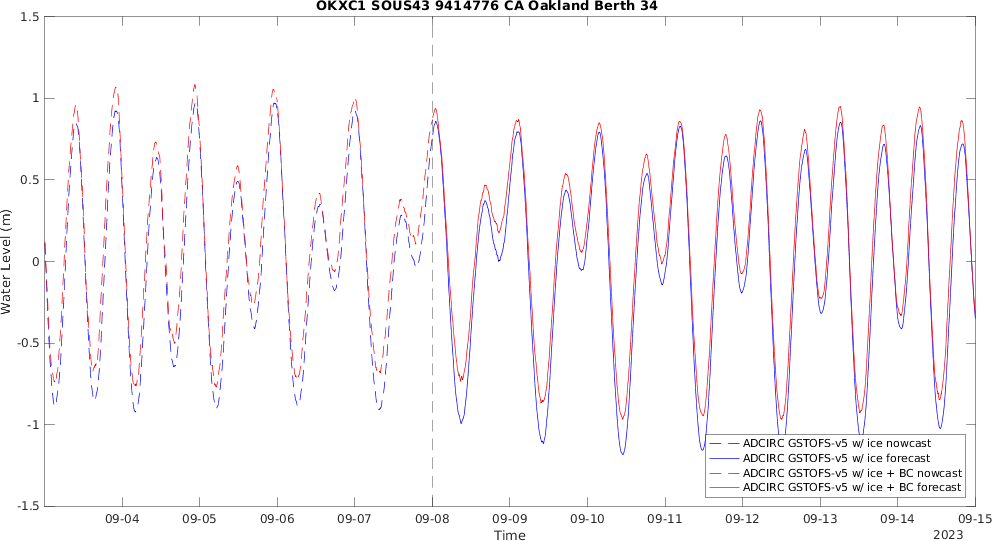 OKXC1 SOUS43 9414776 CA Oakland Berth 34
Water Level (m)
1.5
1
0.5
0
-0.5
-1
-1.5
ADCIRC GSTOFS-v5 w/ ice nowcast
ADCIRC GSTOFS-v5 w/ ice forecast
ADCIRC GSTOFS-v5 w/ ice + BC nowcast
ADCIRC GSTOFS-v5 w/ ice + BC forecast
09-04 09-05 09-06 09-07 09-08 09-09 09-10 09-11 09-12 09-13 09-14 09-15
Time
2023